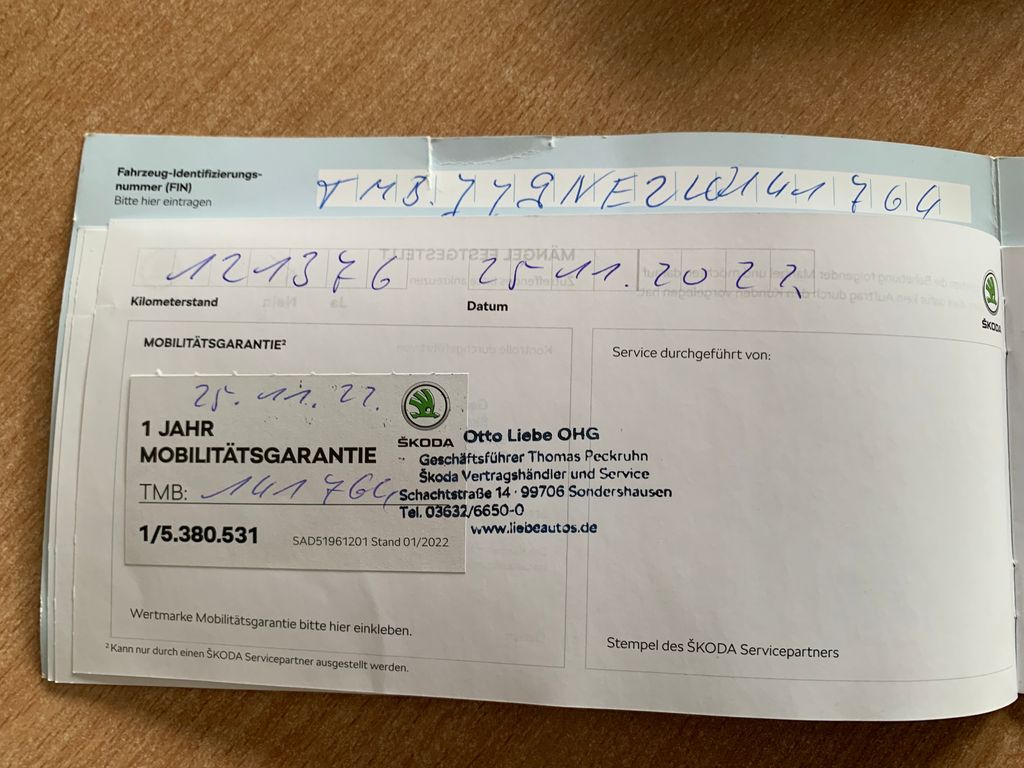 Fahrzeug-Identifizierungs-
nummer (FIN)
Bitte hier eintragen
TMBJJ9NE2L0141764
121376 25 11.2022
Kilometerstand Datum
ŠKODA
MOBILITÄTSGARANTIE²
25.11.22.
1 JAHR
MOBILITÄTSGARANTIE
TMB: 141 764
1/5.380.531
SAD51961201 Stand 01/2022
ŠKODA
Otto Liebe OHG
Geschäftsführer Thomas Peckruhn
Škoda Vertragshändler und Service
Schachtstraße 14 · 99706 Sondershausen
Tel. 03632/6650-0
www.liebeautos.de
Wertmarke Mobilitätsgarantie bitte hier einkleben.
² Kann nur durch einen ŠKODA Servicepartner ausgestellt werden.
Service durchgeführt von:
Stempel des ŠKODA Servicepartners